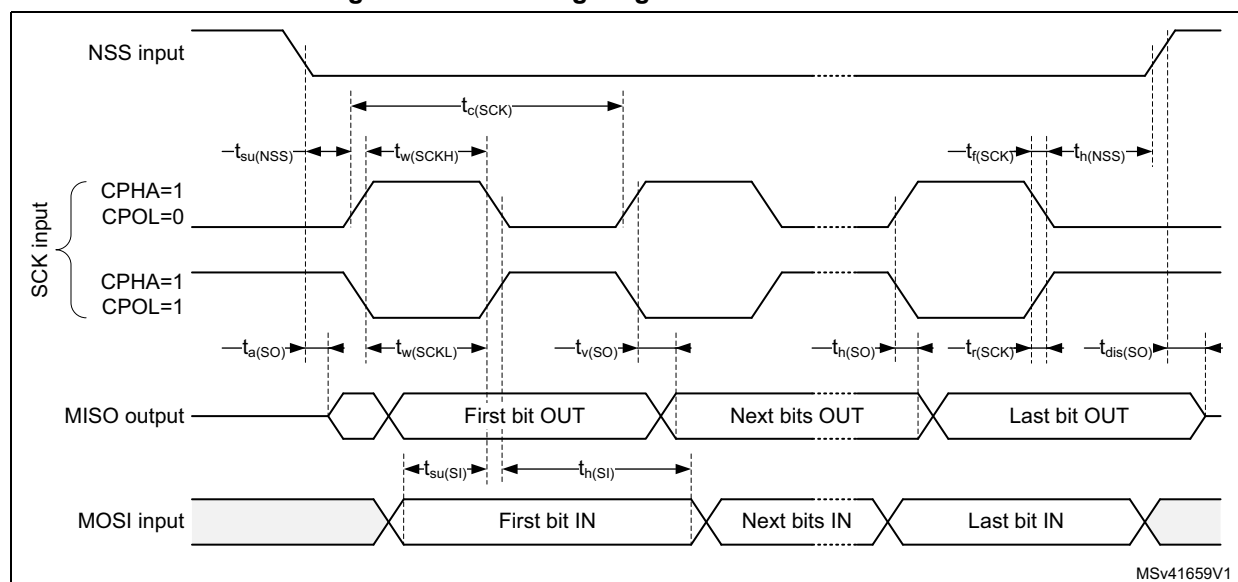 NSS input
tc(SCK)
tsu(NSS) tw(SCKH) tf(SCK) th(NSS)
SCK input
CPHA=1
CPOL=0
CPHA=1
CPOL=1
ta(SO) tw(SCKL) tv(SO) th(SO) tr(SCK) tdis(SO)
MISO output First bit OUT Next bits OUT Last bit OUT
tsu(SI) th(SI)
MOSI input First bit IN Next bits IN Last bit IN
MSv41659V1